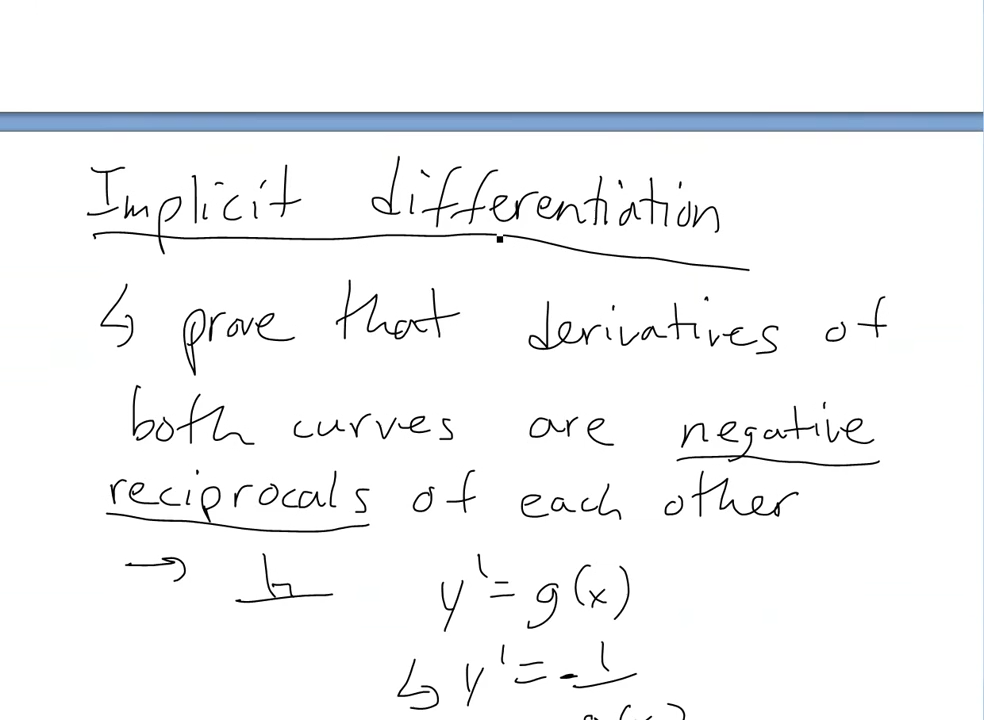 Implicit differentiation
↳ prove that derivatives of
both curves are negative
reciprocals of each other
→ y' = g(x)
↳ y' = - 1
g(x)